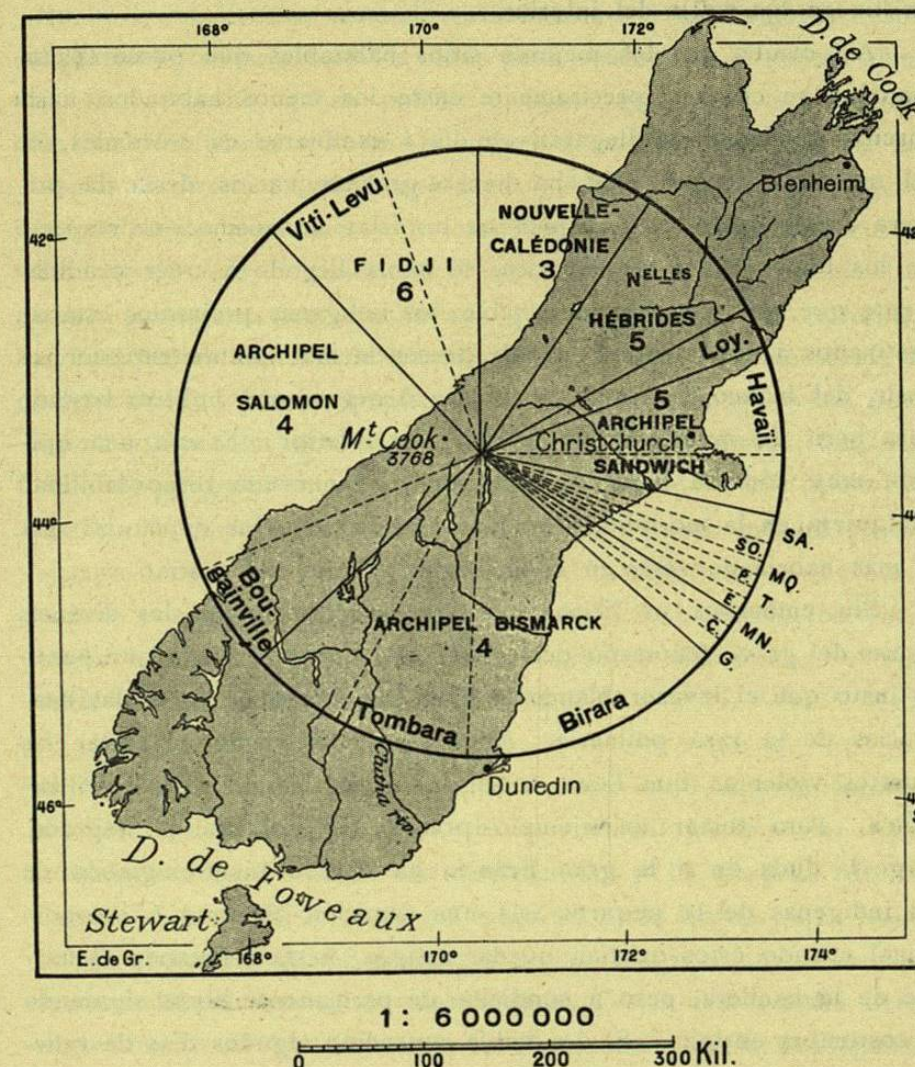 168°
170°
172°
D. de Cook
Blenheim
42°
Viti-Levu
NOUVELLE-
CALÉDONIE
3
FIDJI
6
NELLES
HÉBRIDES
5
Loy.
Havaïi
ARCHIPEL
SALOMON
4
5
ARCHIPEL
Christchurch
SANDWICH
Mt Cook
3768
44°
SA.
SO.
MQ
P.
T
E.
MN.
C.
G
Bou-
gainville
ARCHIPEL BISMARCK
4
Tombara
Birara
Clutha riv.
Dunedin
46°
D. de Foveaux
Stewart
E. de Gr.
168°
170°
172°
174°
1: 6 000 000
0 100 200 300 Kil.